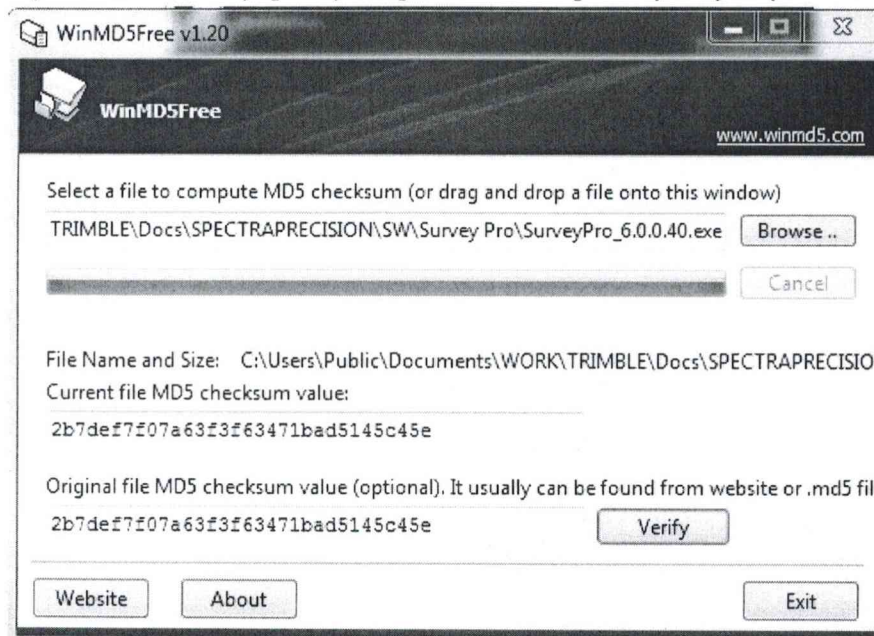 WinMD5Free v1.20
WinMD5Free
www.winmd5.com
Select a file to compute MD5 checksum (or drag and drop a file onto this window)
TRIMBLE\Docs\SPECTRAPRECISION\SW\Survey Pro\SurveyPro_6.0.0.40.exe Browse ..
Cancel
File Name and Size: C:\Users\Public\Documents\WORK\TRIMBLE\Docs\SPECTRAPRECISIO
Current file MD5 checksum value:
2b7def7f07a63f3f63471bad5145c45e
Original file MD5 checksum value (optional). It usually can be found from website or .md5 fil
2b7def7f07a63f3f63471bad5145c45e Verify
Website About Exit